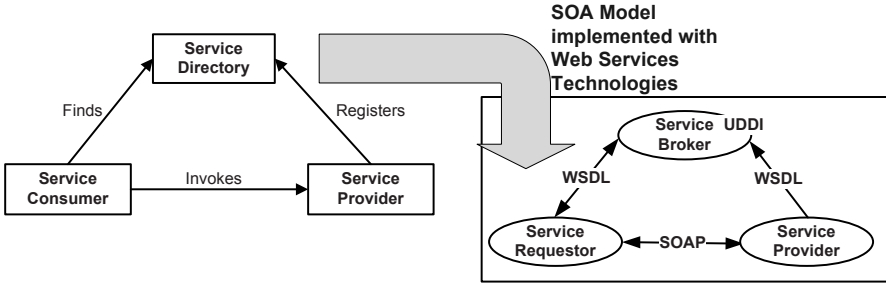 SOA Model
implemented with
Web Services
Technologies
Service
Directory
Finds
Registers
Service
Consumer
Invokes
Service
Provider
Service UDDI
Broker
WSDL
WSDL
Service
Requestor
SOAP
Service
Provider